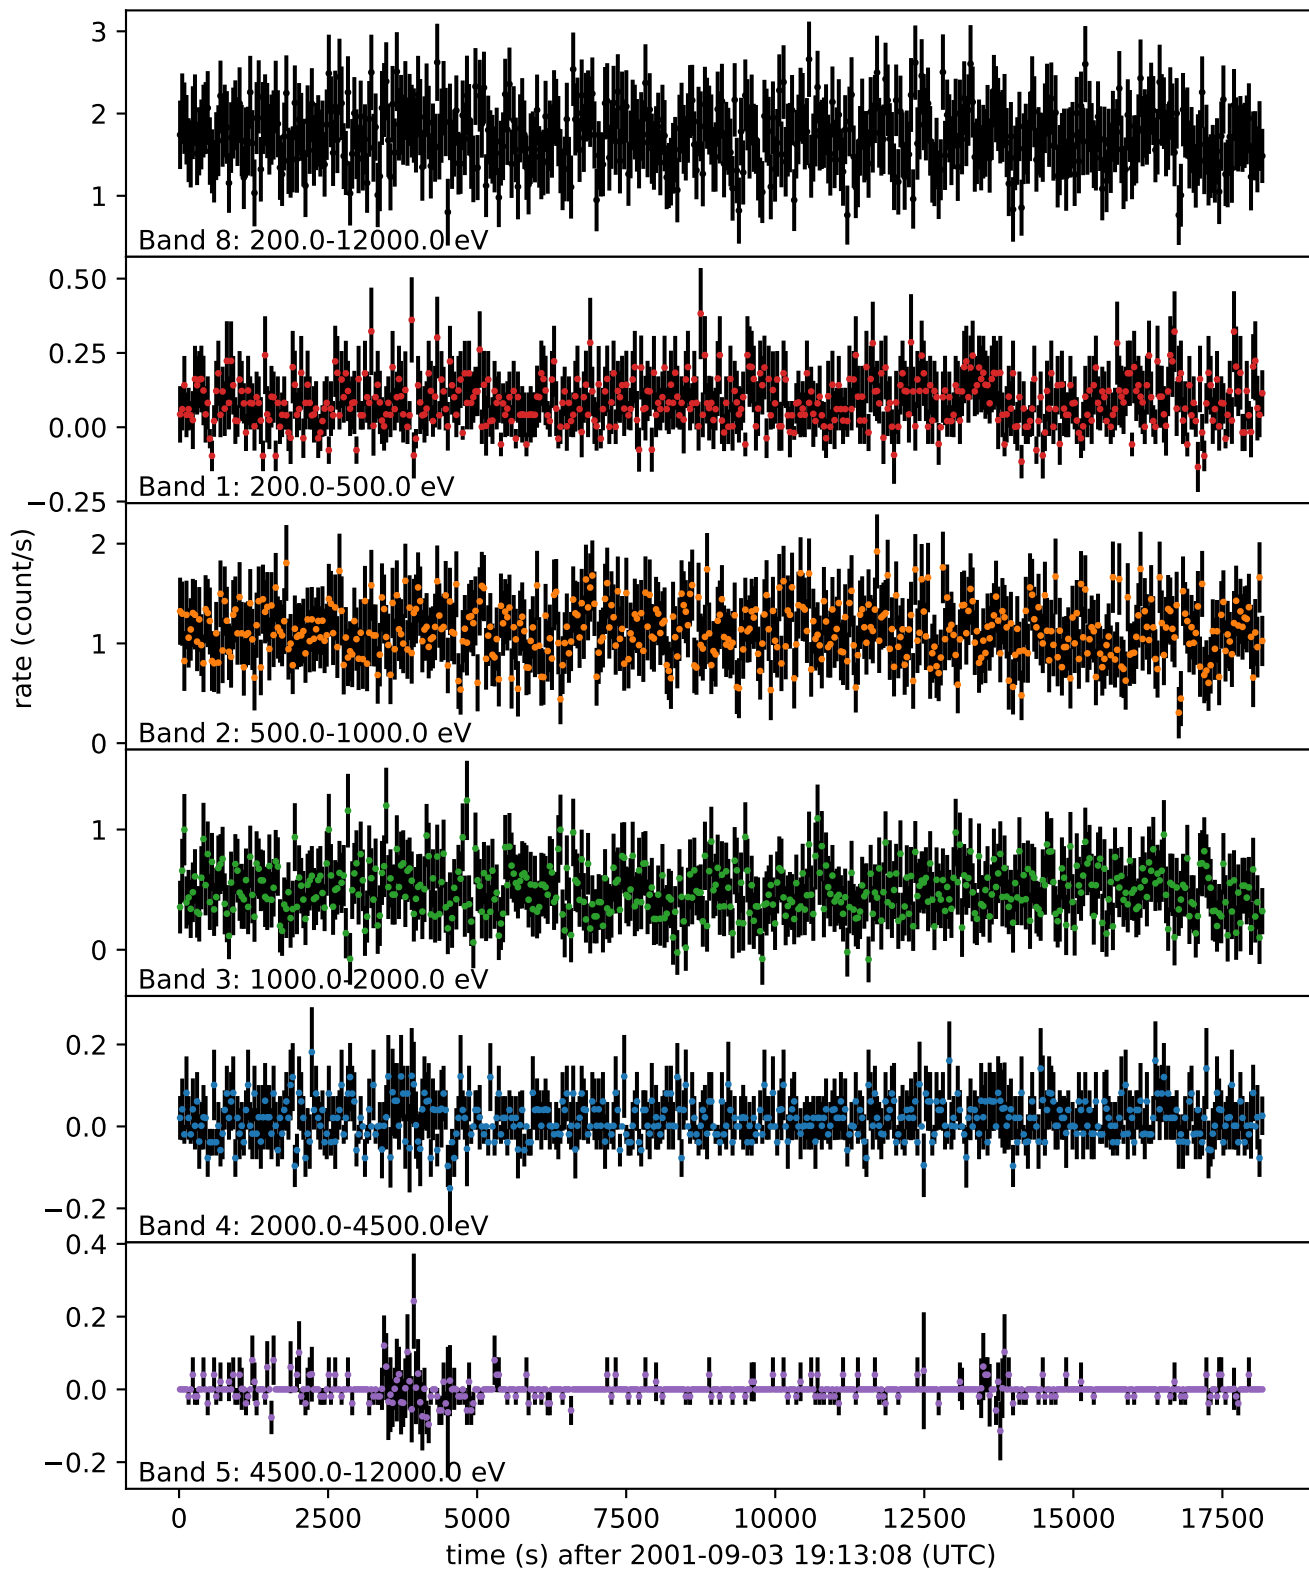 3
2
1
Band 8: 200.0-12000.0 eV
0.50
0.25
0.00
−0.25
Band 1: 200.0-500.0 eV
rate (count/s)
2
1
0
Band 2: 500.0-1000.0 eV
1
0
Band 3: 1000.0-2000.0 eV
0.2
0.0
−0.2
Band 4: 2000.0-4500.0 eV
0.4
0.2
0.0
−0.2
Band 5: 4500.0-12000.0 eV
0 2500 5000 7500 10000 12500 15000 17500
time (s) after 2001-09-03 19:13:08 (UTC)